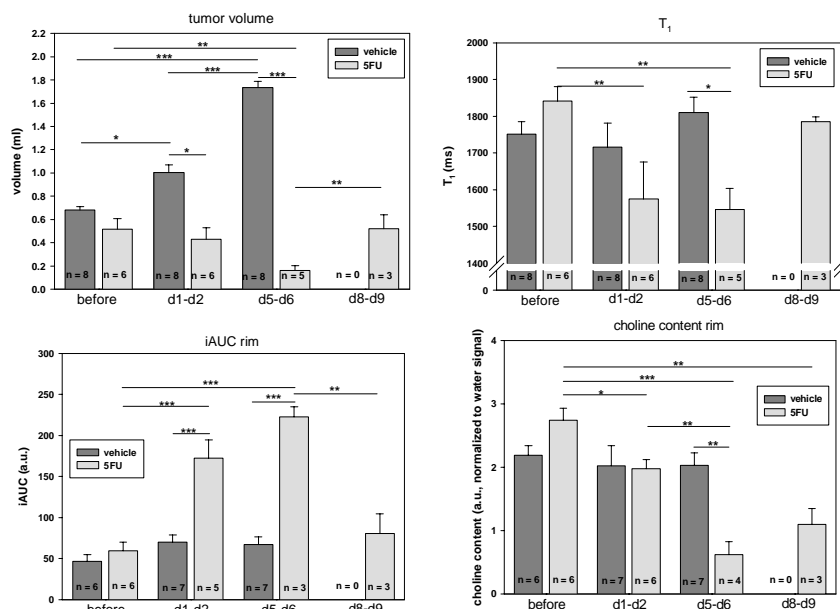 tumor volume
volume (ml)
2.2
2.0
1.8
1.6
1.4
1.2
1.0
0.8
0.6
0.4
0.2
0.0
vehicle
5FU
**
***
***
***
*
*
**
n = 8
n = 6
n = 8
n = 6
n = 8
n = 5
n = 0
n = 3
before
d1-d2
d5-d6
d8-d9
T1
T1 (ms)
2000
1900
1800
1700
1600
1500
1400
0
vehicle
5FU
**
**
*
n = 8
n = 6
n = 8
n = 6
n = 8
n = 5
n = 0
n = 3
before
d1-d2
d5-d6
d8-d9
iAUC rim
iAUC (a.u.)
300
250
200
150
100
50
0
vehicle
5FU
***
**
***
***
***
n = 6
n = 6
n = 7
n = 5
n = 7
n = 3
n = 0
n = 3
before
d1-d2
d5-d6
d8-d9
choline content rim
choline content (a.u., normalized to water signal)
4
3
2
1
0
vehicle
5FU
**
***
*
**
**
n = 6
n = 6
n = 7
n = 6
n = 7
n = 4
n = 0
n = 3
before
d1-d2
d5-d6
d8-d9